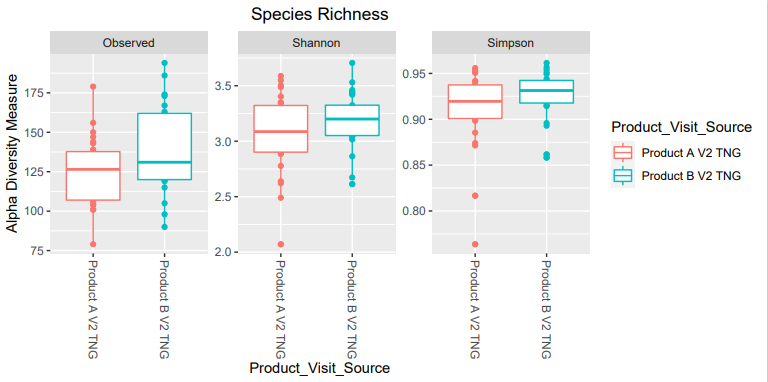 Species Richness
Observed
Shannon
Simpson
Alpha Diversity Measure
175
150
125
100
75
3.5
3.0
2.5
2.0
0.95
0.90
0.85
0.80
Product A V2 TNG
Product B V2 TNG
Product A V2 TNG
Product B V2 TNG
Product A V2 TNG
Product B V2 TNG
Product_Visit_Source
Product_Visit_Source
Product A V2 TNG
Product B V2 TNG